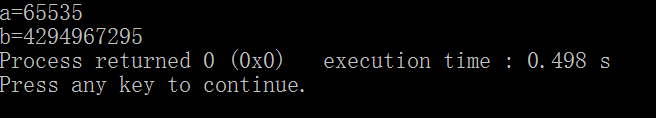 a=65535
b=4294967295
Process returned 0 (0x0)   execution time : 0.498 s
Press any key to continue.